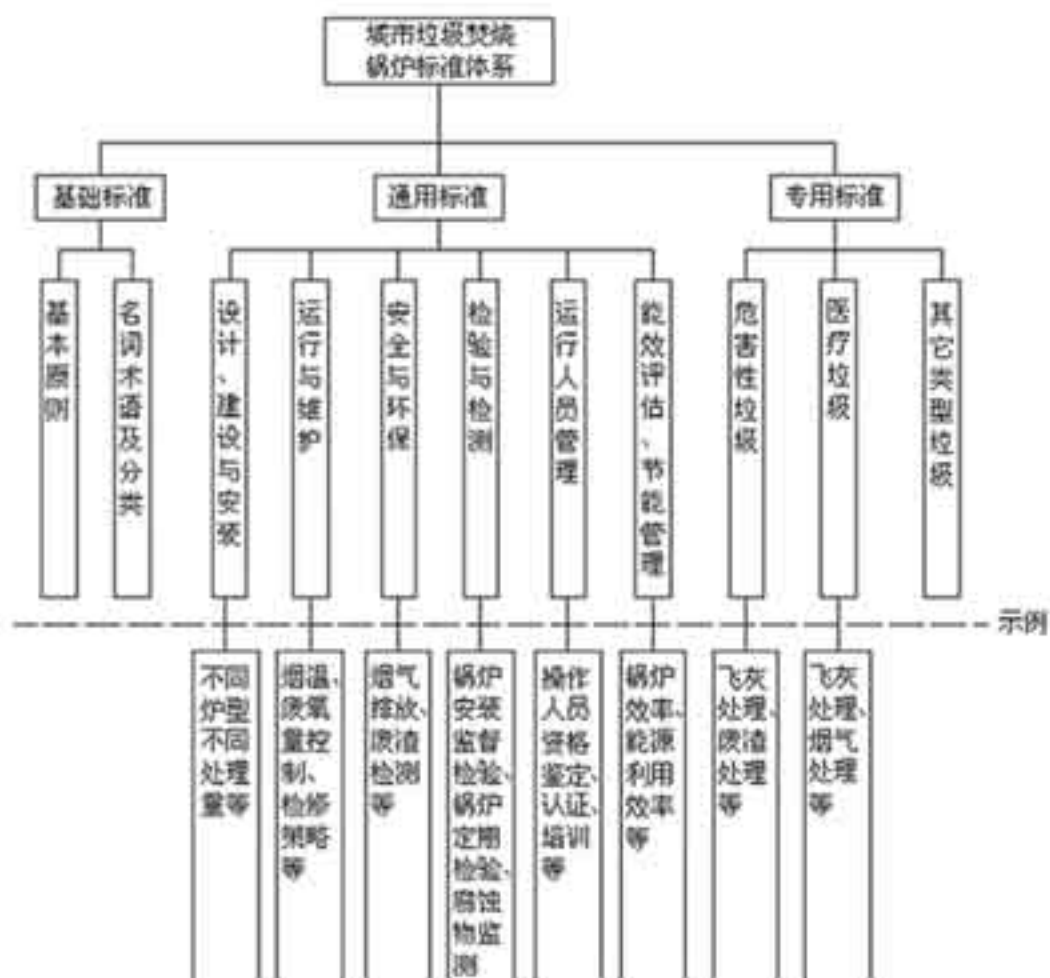 城市垃圾焚烧
锅炉标准体系
基础标准
通用标准
专用标准
基本原则
名词术语及分类
设计、建设与安装
运行与维护
安全与环保
检验与检测
运行人员管理
能效评估、节能管理
危害性垃圾
医疗垃圾
其它类型垃圾
示例
不同
炉型
不同
处理
量等
烟温、
废氧
量控
制、
检修
策略
等
烟气
排放、
废渣
检测
等
锅炉
安装
监督
检验、
锅炉
定期
检验、
腐蚀
物监
测
操作
人员
资格
鉴定、
认证、
培训
等
锅炉
效率、
能源
利用
效率
等
飞灰
处理、
废渣
处理
等
飞灰
处理、
烟气
处理
等